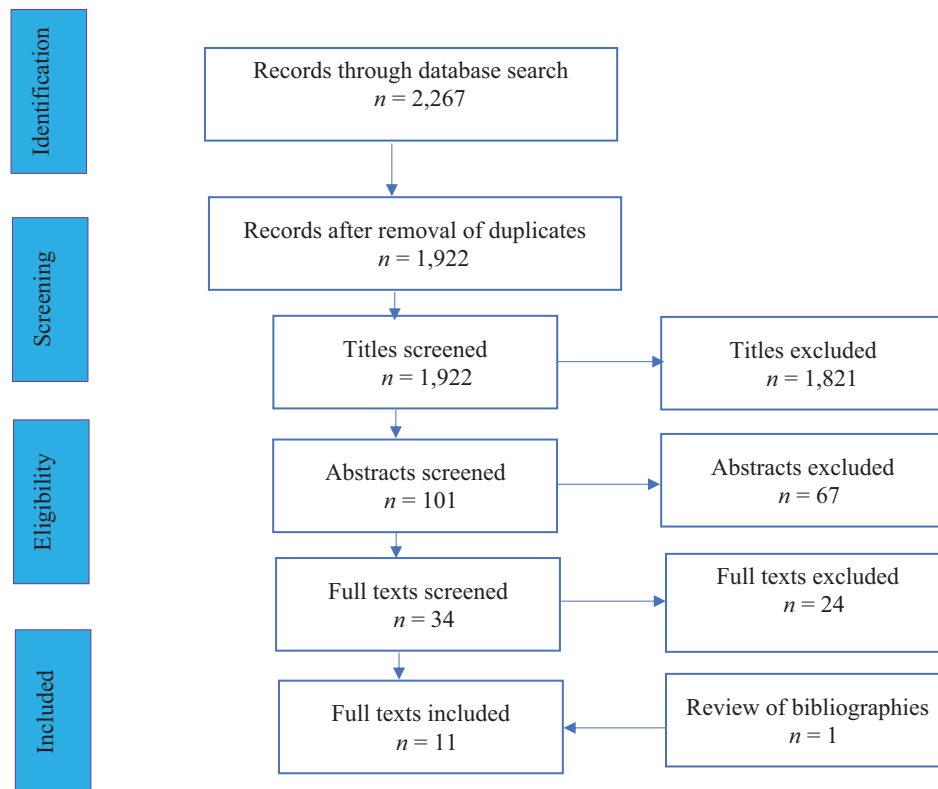 Identification
Records through database search
n = 2,267
Records after removal of duplicates
n = 1,922
Screening
Titles screened
n = 1,922
Titles excluded
n = 1,821
Eligibility
Abstracts screened
n = 101
Abstracts excluded
n = 67
Full texts screened
n = 34
Full texts excluded
n = 24
Included
Full texts included
n = 11
Review of bibliographies
n = 1